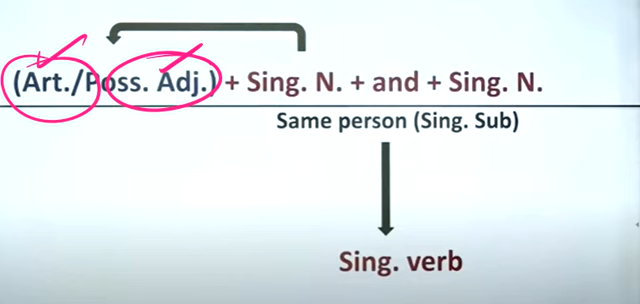 (Art./Poss. Adj.) + Sing. N. + and + Sing. N.
Same person (Sing. Sub)
Sing. verb